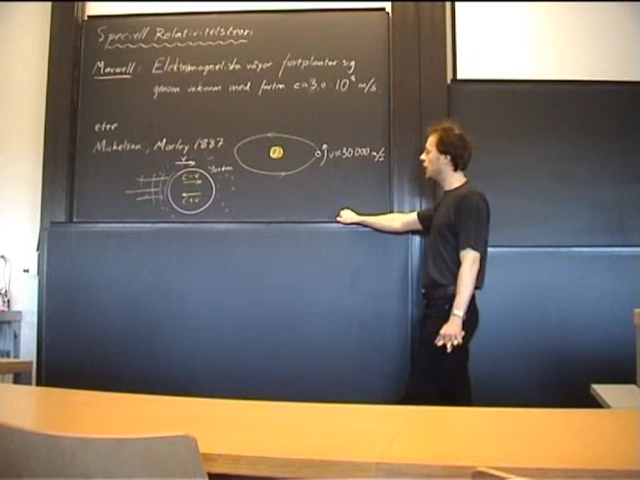 Speciell Relativitetsteori
Maxwell: Elektromagnetiska vågor fortplantar sig
genom vakuum med farten c≈3,0·10⁸ m/s.
eter
Michelson, Morley 1887
v
Jorden
c-v
c+v
v≈30 000 m/s